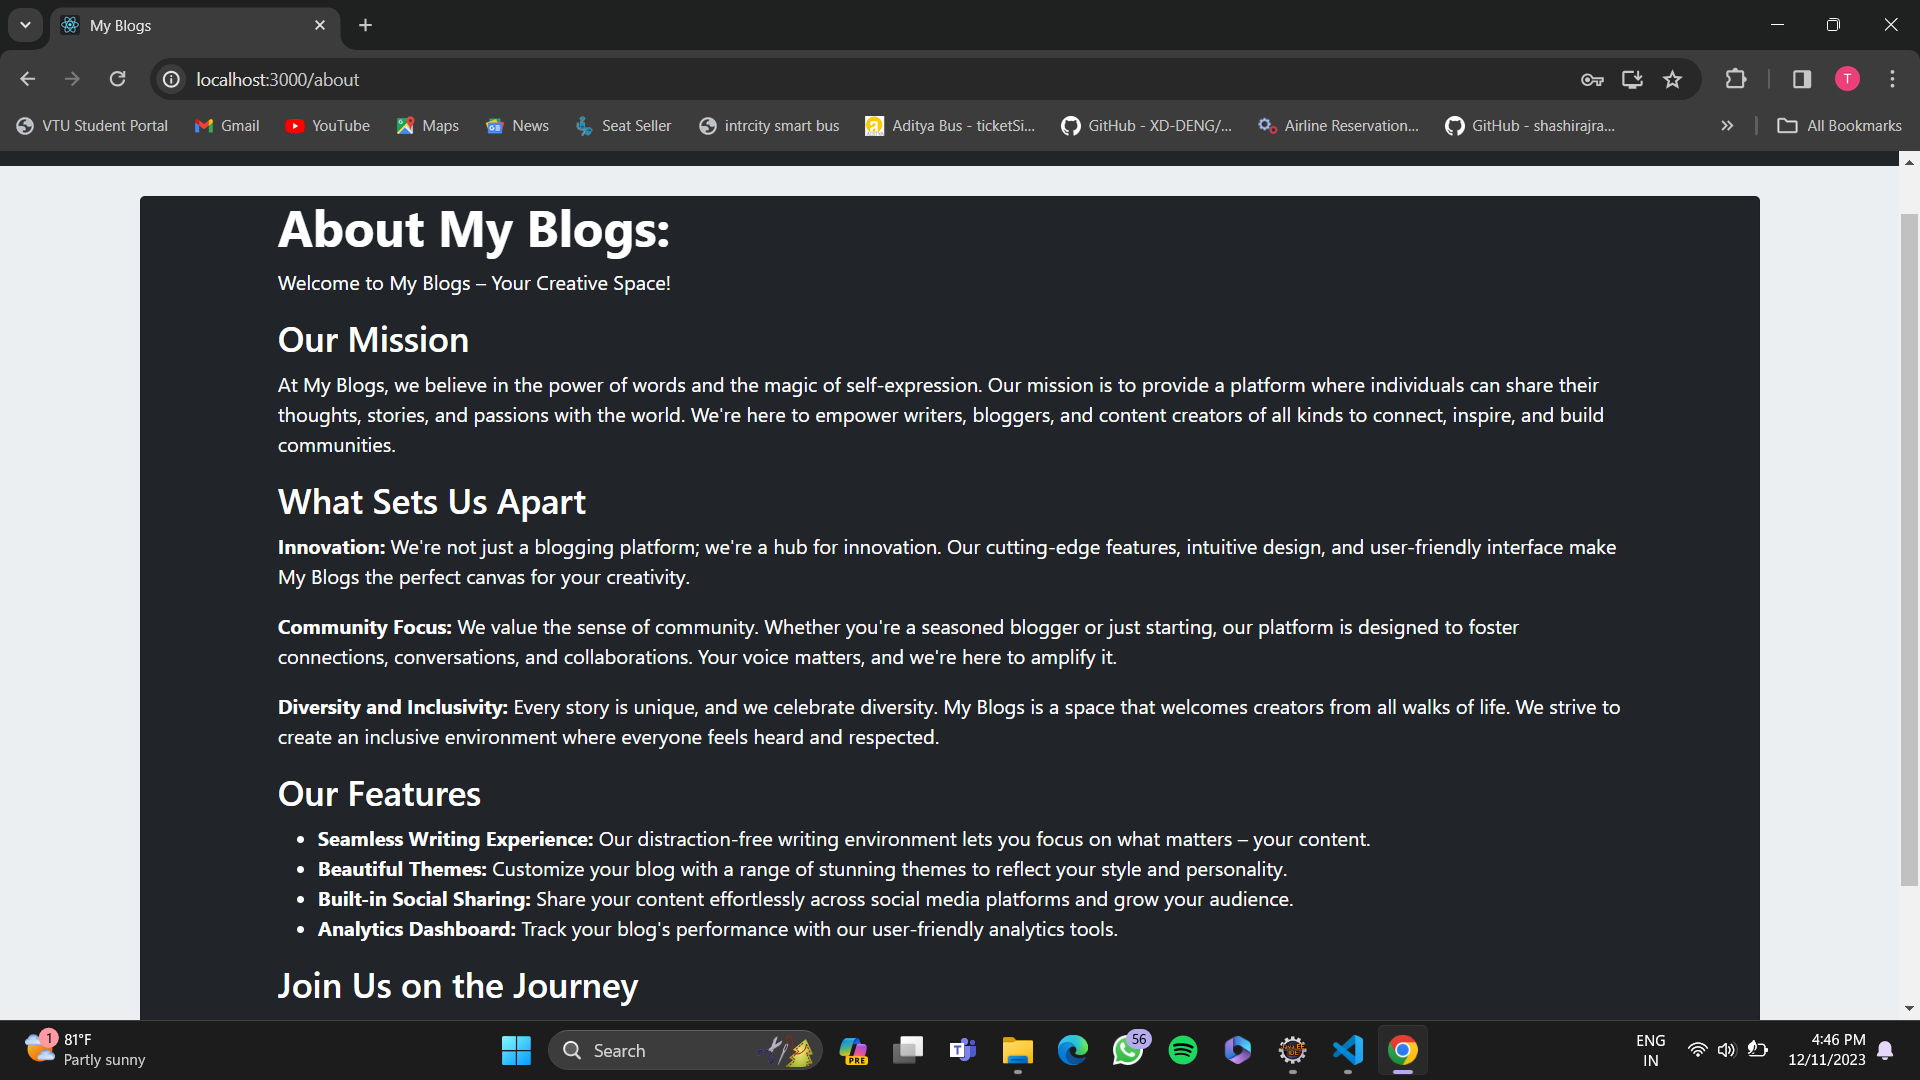 My Blogs
localhost:3000/about
T
VTU Student Portal
Gmail
YouTube
Maps
News
Seat Seller
intrcity smart bus
Aditya Bus - ticketSi...
GitHub - XD-DENG/...
Airline Reservation...
GitHub - shashirajra...
All Bookmarks
About My Blogs:
Welcome to My Blogs – Your Creative Space!
Our Mission
At My Blogs, we believe in the power of words and the magic of self-expression. Our mission is to provide a platform where individuals can share their
thoughts, stories, and passions with the world. We're here to empower writers, bloggers, and content creators of all kinds to connect, inspire, and build
communities.
What Sets Us Apart
Innovation: We're not just a blogging platform; we're a hub for innovation. Our cutting-edge features, intuitive design, and user-friendly interface make
My Blogs the perfect canvas for your creativity.
Community Focus: We value the sense of community. Whether you're a seasoned blogger or just starting, our platform is designed to foster
connections, conversations, and collaborations. Your voice matters, and we're here to amplify it.
Diversity and Inclusivity: Every story is unique, and we celebrate diversity. My Blogs is a space that welcomes creators from all walks of life. We strive to
create an inclusive environment where everyone feels heard and respected.
Our Features
• Seamless Writing Experience: Our distraction-free writing environment lets you focus on what matters – your content.
• Beautiful Themes: Customize your blog with a range of stunning themes to reflect your style and personality.
• Built-in Social Sharing: Share your content effortlessly across social media platforms and grow your audience.
• Analytics Dashboard: Track your blog's performance with our user-friendly analytics tools.
Join Us on the Journey
1
81°F
Partly sunny
Search
PRE
56
ENG
IN
4:46 PM
12/11/2023